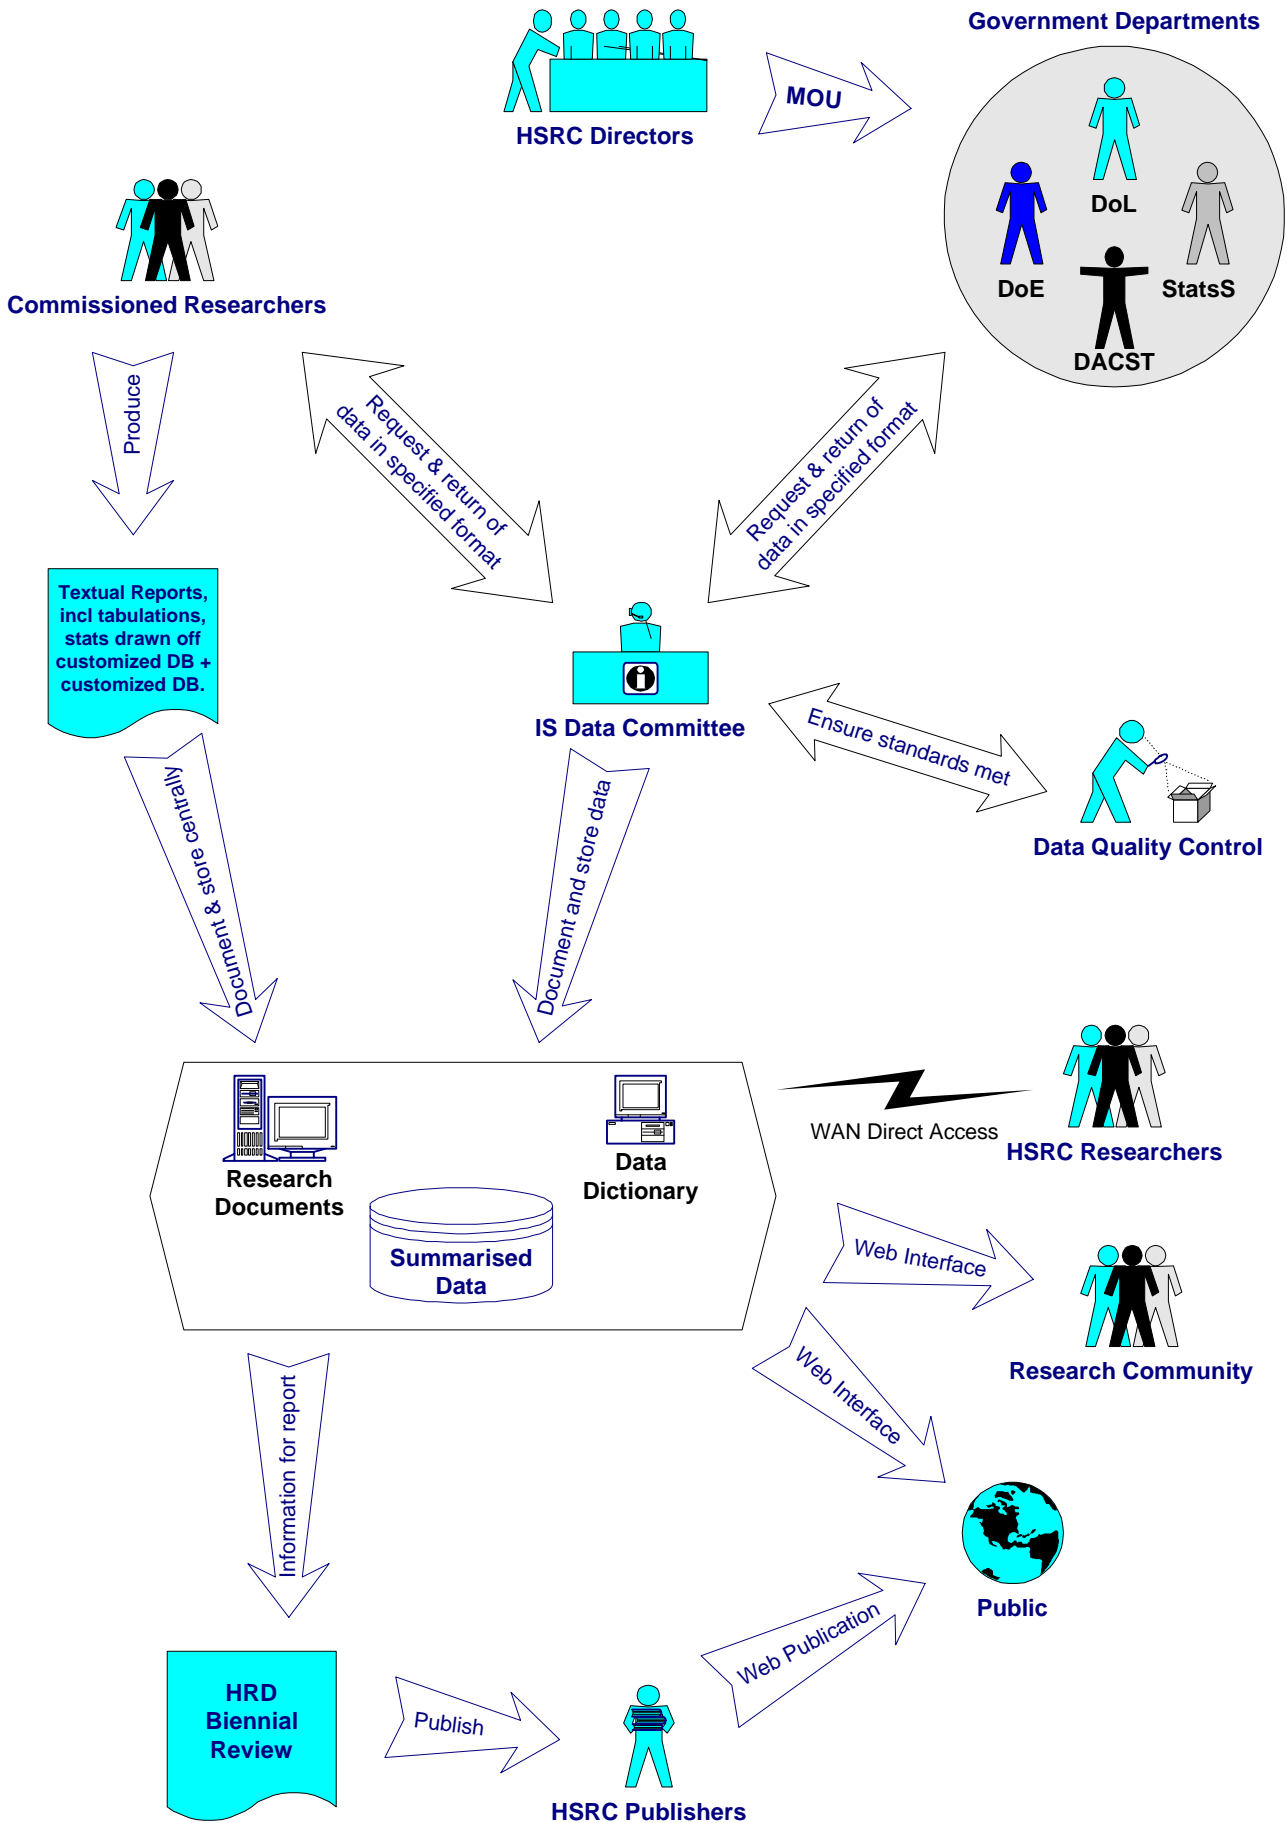 Government Departments
MOU
HSRC Directors
DoL
DoE
StatsS
DACST
Commissioned Researchers
Produce
Request & return of
data in specified format
Request & return of
data in specified format
Textual Reports,
incl tabulations,
stats drawn off
customized DB +
customized DB.
IS Data Committee
Ensure standards met
Data Quality Control
Document & store centrally
Document and store data
Research
Documents
Data
Dictionary
Summarised
Data
WAN Direct Access
HSRC Researchers
Web Interface
Research Community
Web Interface
Information for report
Public
HRD
Biennial
Review
Publish
HSRC Publishers
Web Publication